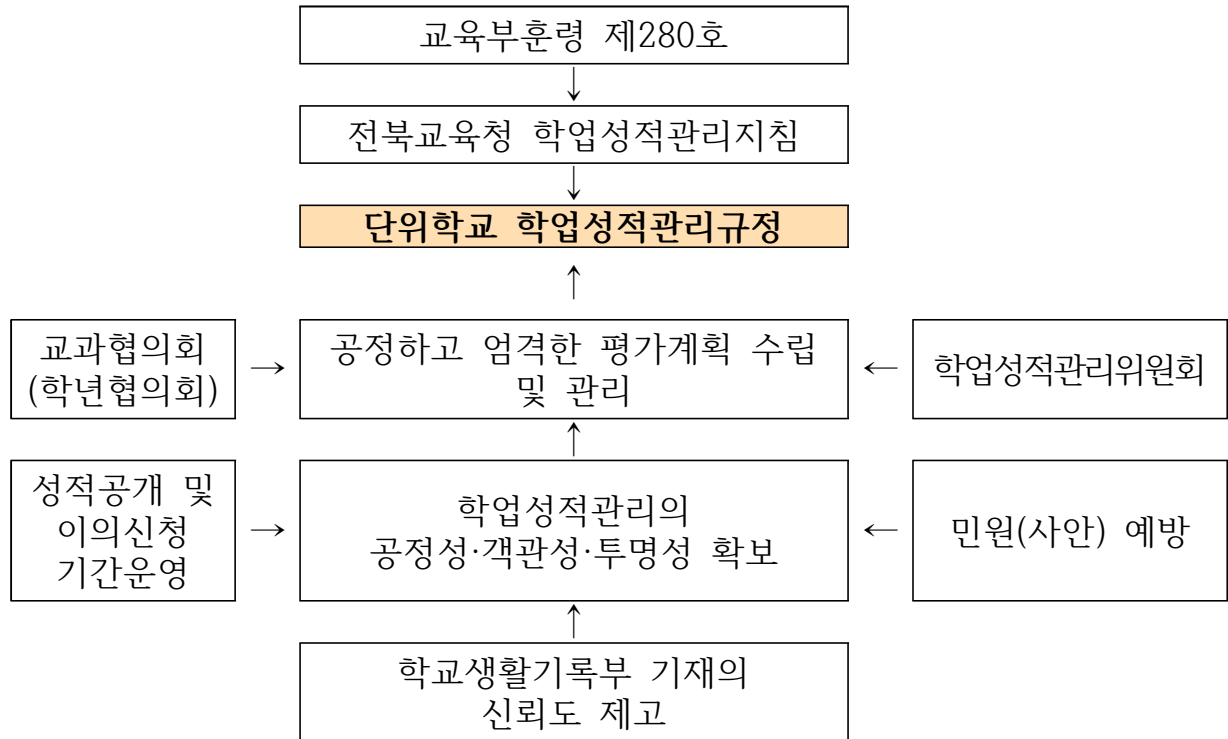 교육부훈령 제280호
↓
전북교육청 학업성적관리지침
↓
단위학교 학업성적관리규정
↑
교과협의회
(학년협의회)
→
공정하고 엄격한 평가계획 수립
및 관리
←
학업성적관리위원회
↑
성적공개 및
이의신청
기간운영
→
학업성적관리의
공정성·객관성·투명성 확보
←
민원(사안) 예방
↑
학교생활기록부 기재의
신뢰도 제고